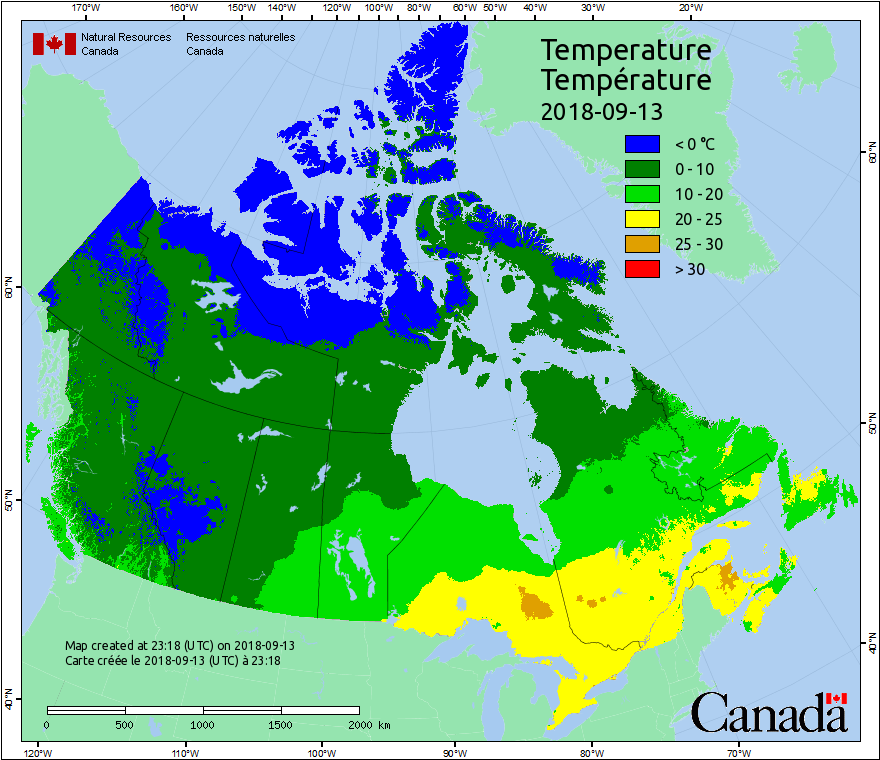 170°W 160°W 150°W 140°W 130°W 120°W 110°W 100°W 90°W 80°W 60°W 50°W 40°W 30°W 20°W
Natural Resources Ressources naturelles
Canada Canada
Temperature
Température
2018-09-13
< 0 °C
0 - 10
10 - 20
20 - 25
25 - 30
> 30
60°N
60°N
50°N
50°N
40°N
40°N
Map created at 23:18 (UTC) on 2018-09-13
Carte créée le 2018-09-13 (UTC) à 23:18
0 500 1000 1500 2000 km
Canada
120°W 110°W 100°W 90°W 80°W 70°W